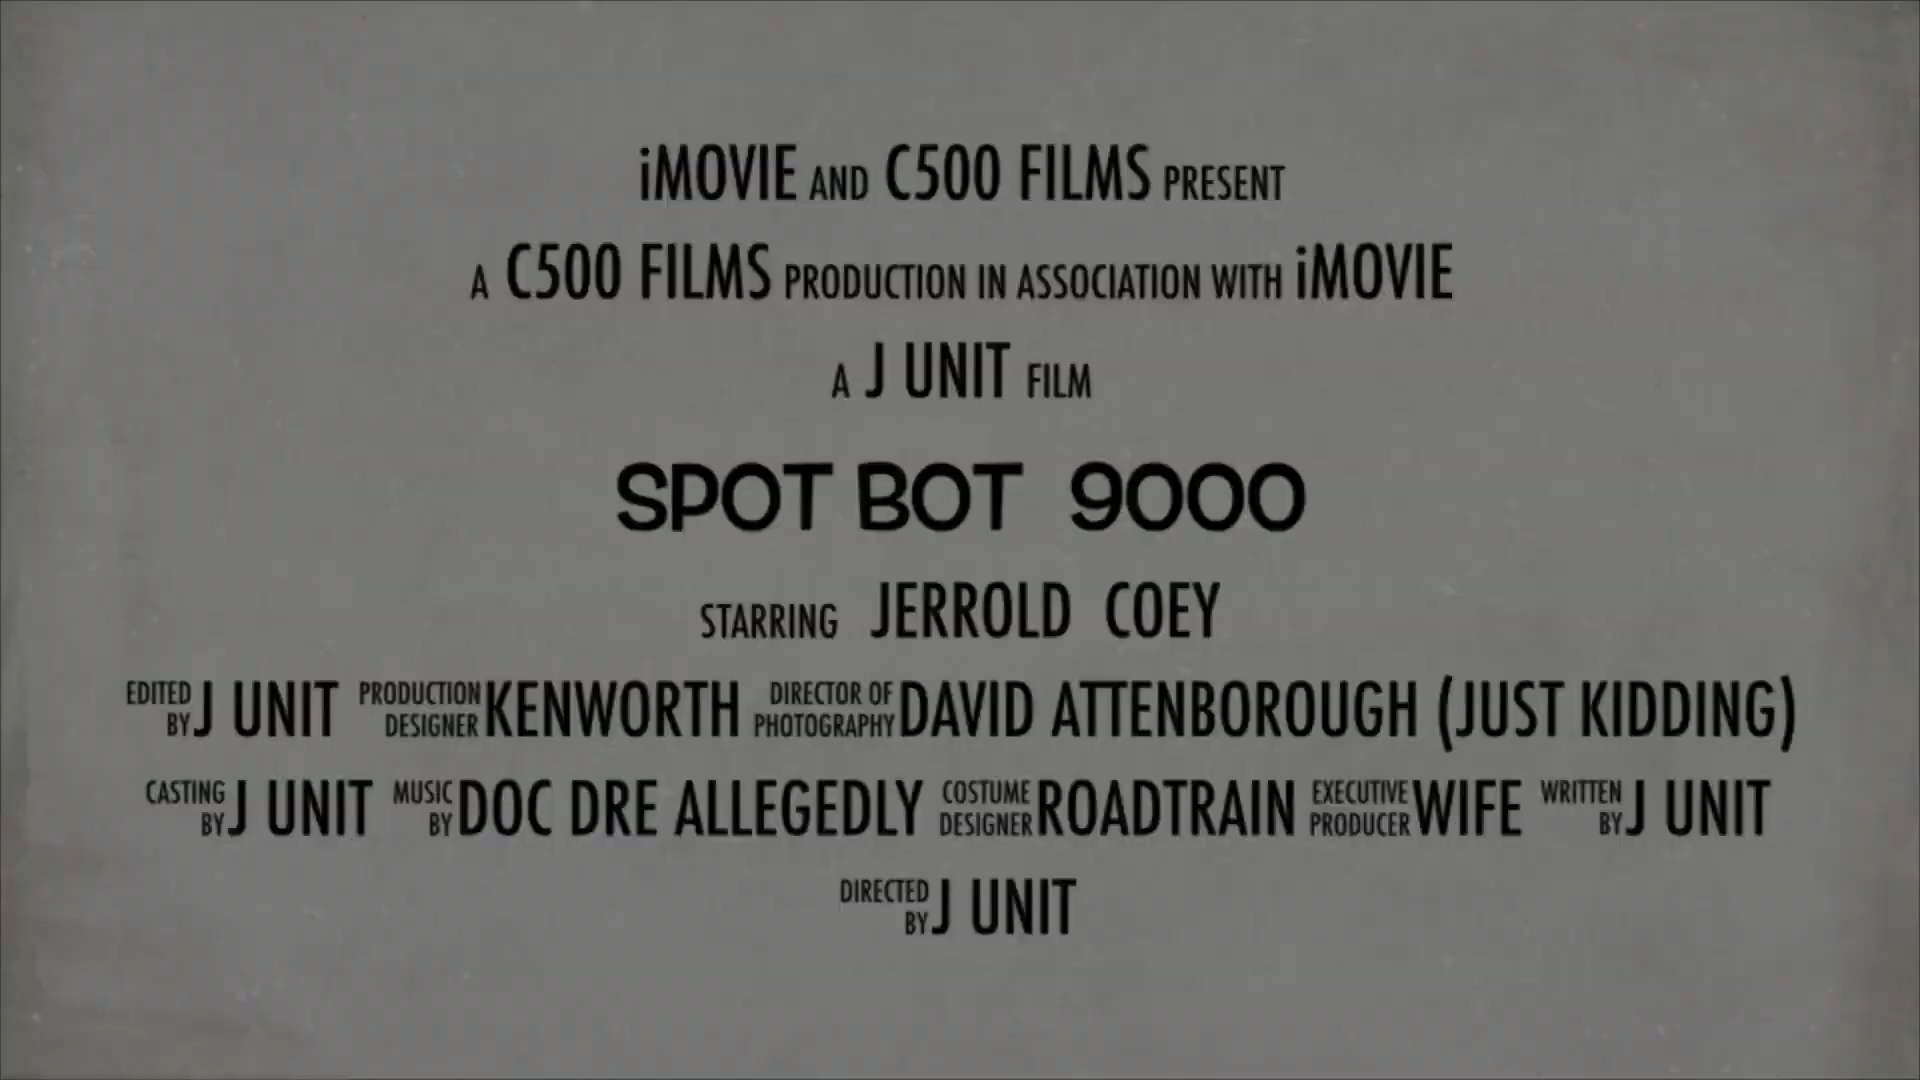 iMOVIE AND C500 FILMS PRESENT
A C500 FILMS PRODUCTION IN ASSOCIATION WITH iMOVIE
A J UNIT FILM
SPOT BOT 9000
STARRING JERROLD COEY
EDITED BY J UNIT PRODUCTION DESIGNER KENWORTH DIRECTOR OF PHOTOGRAPHY DAVID ATTENBOROUGH (JUST KIDDING)
CASTING BY J UNIT MUSIC BY DOC DRE ALLEGEDLY COSTUME DESIGNER ROADTRAIN EXECUTIVE PRODUCER WIFE WRITTEN BY J UNIT
DIRECTED BY J UNIT